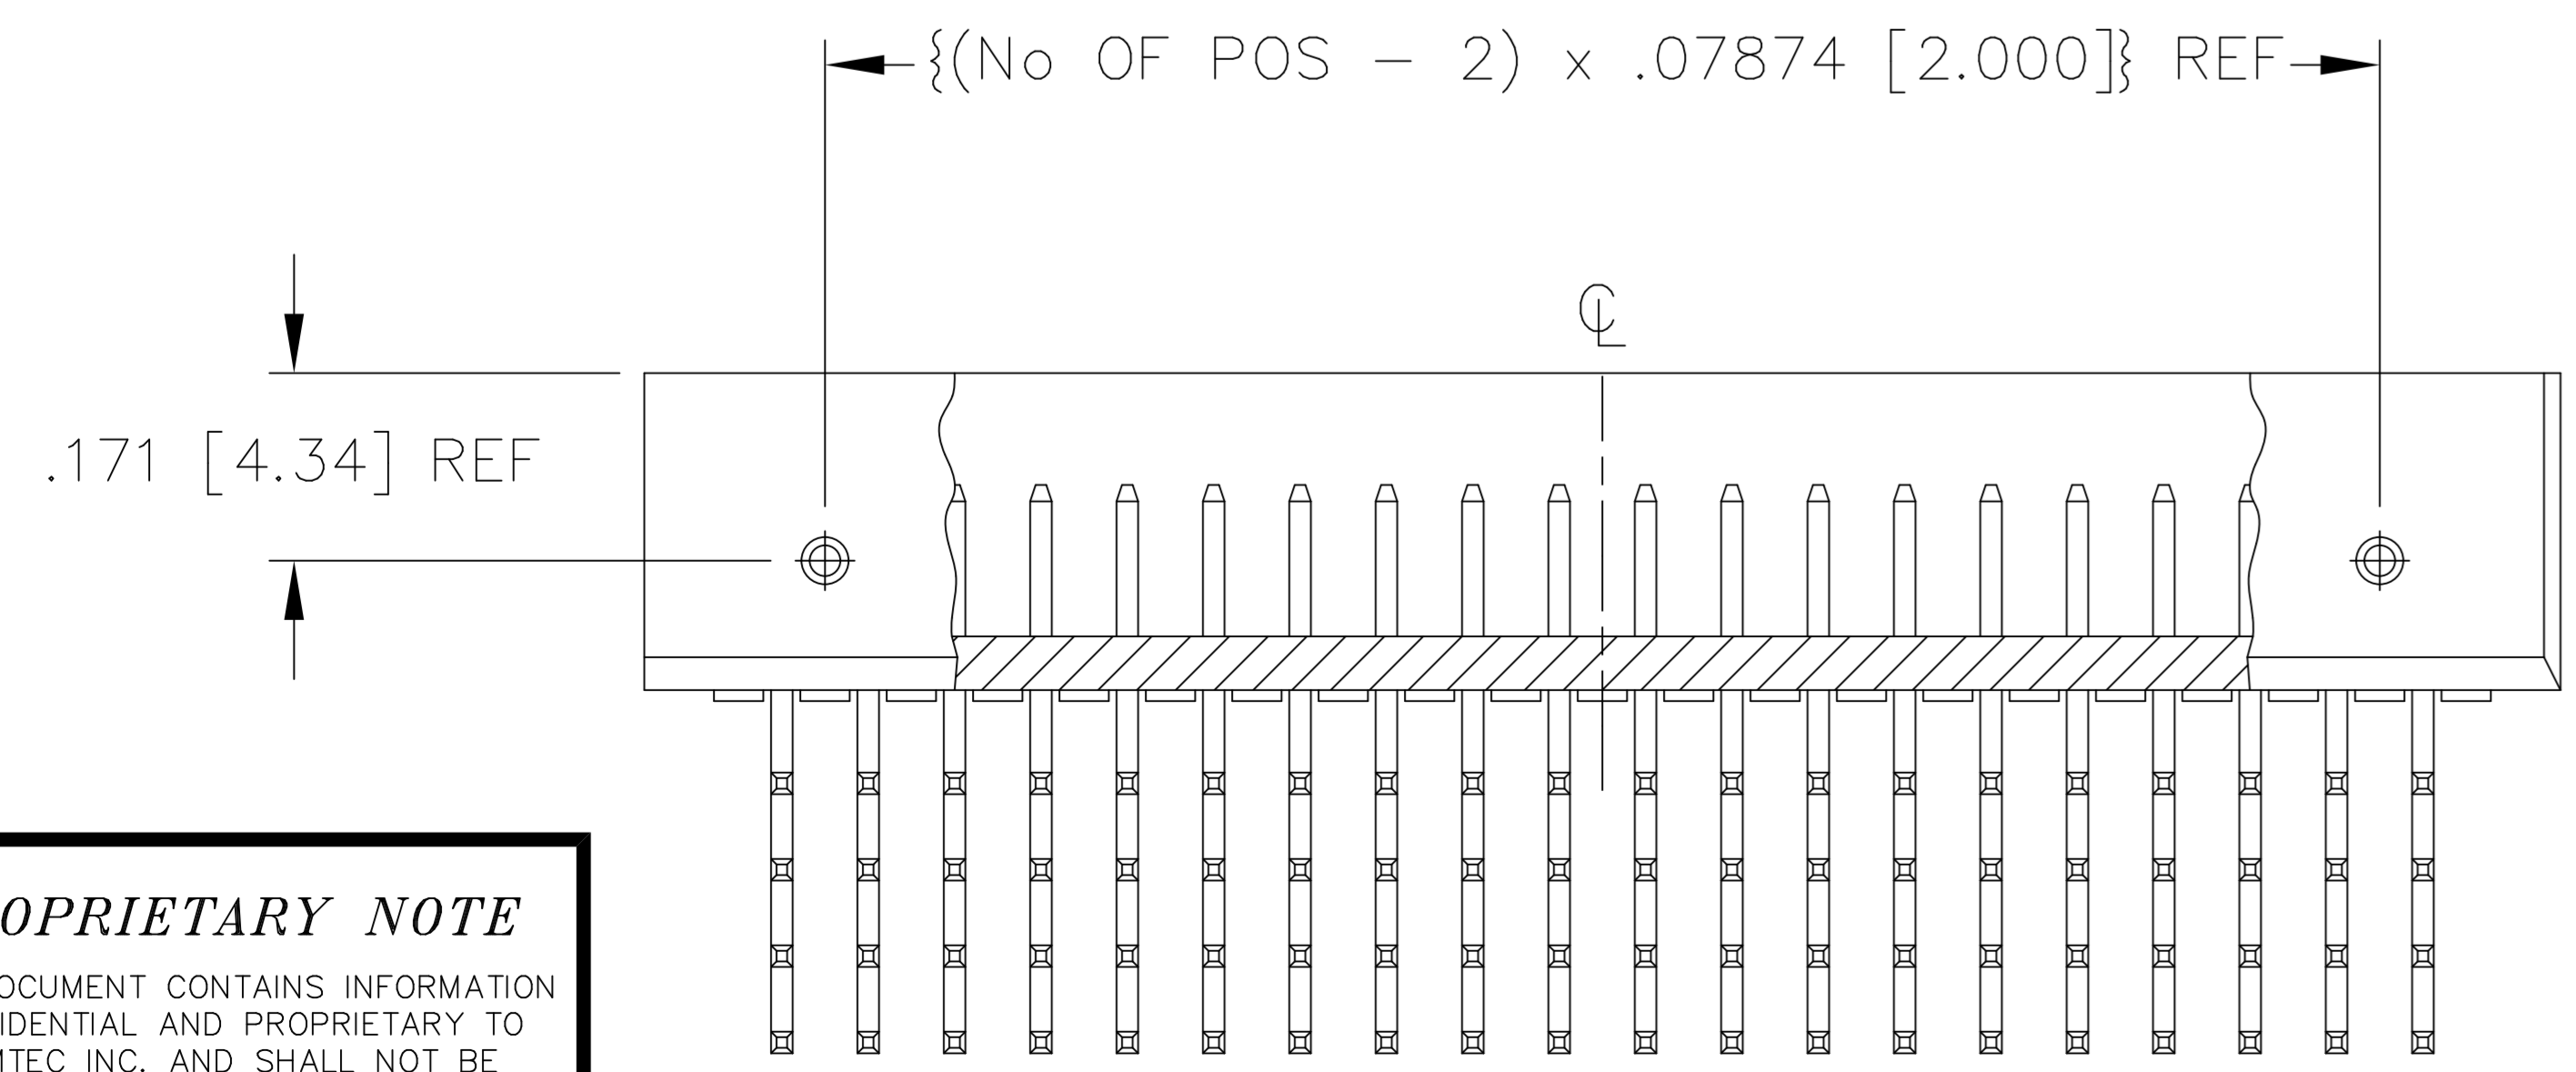 {(No OF POS - 2) x .07874 [2.000]} REF
℄
.171 [4.34] REF
OPRIETARY NOTE
OCUMENT CONTAINS INFORMATION
IDENTIAL AND PROPRIETARY TO
MTEC INC. AND SHALL NOT BE